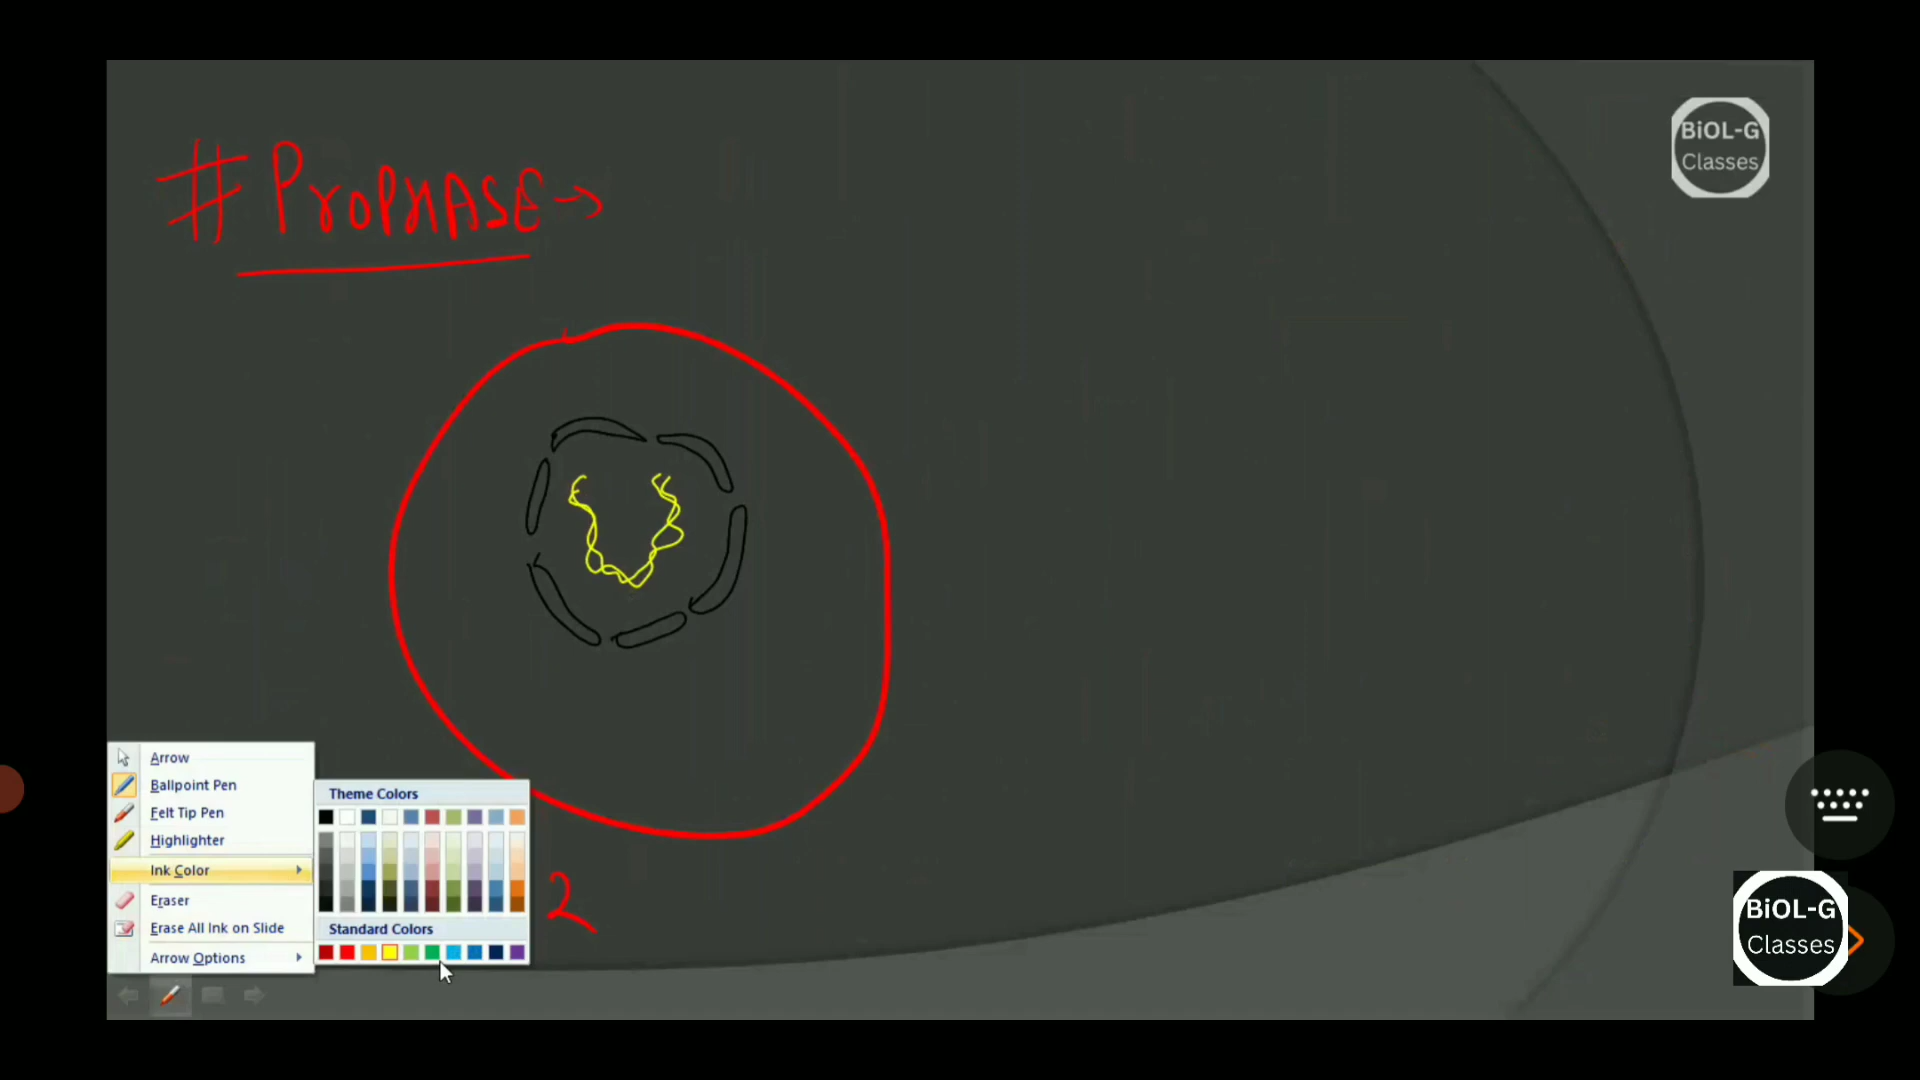 BiOL-G
Classes
#PrOPHASE→
Arrow
Ballpoint Pen
Felt Tip Pen
Highlighter
Ink Color
Eraser
Erase All Ink on Slide
Arrow Options
Theme Colors
Standard Colors
2
BiOL-G
Classes